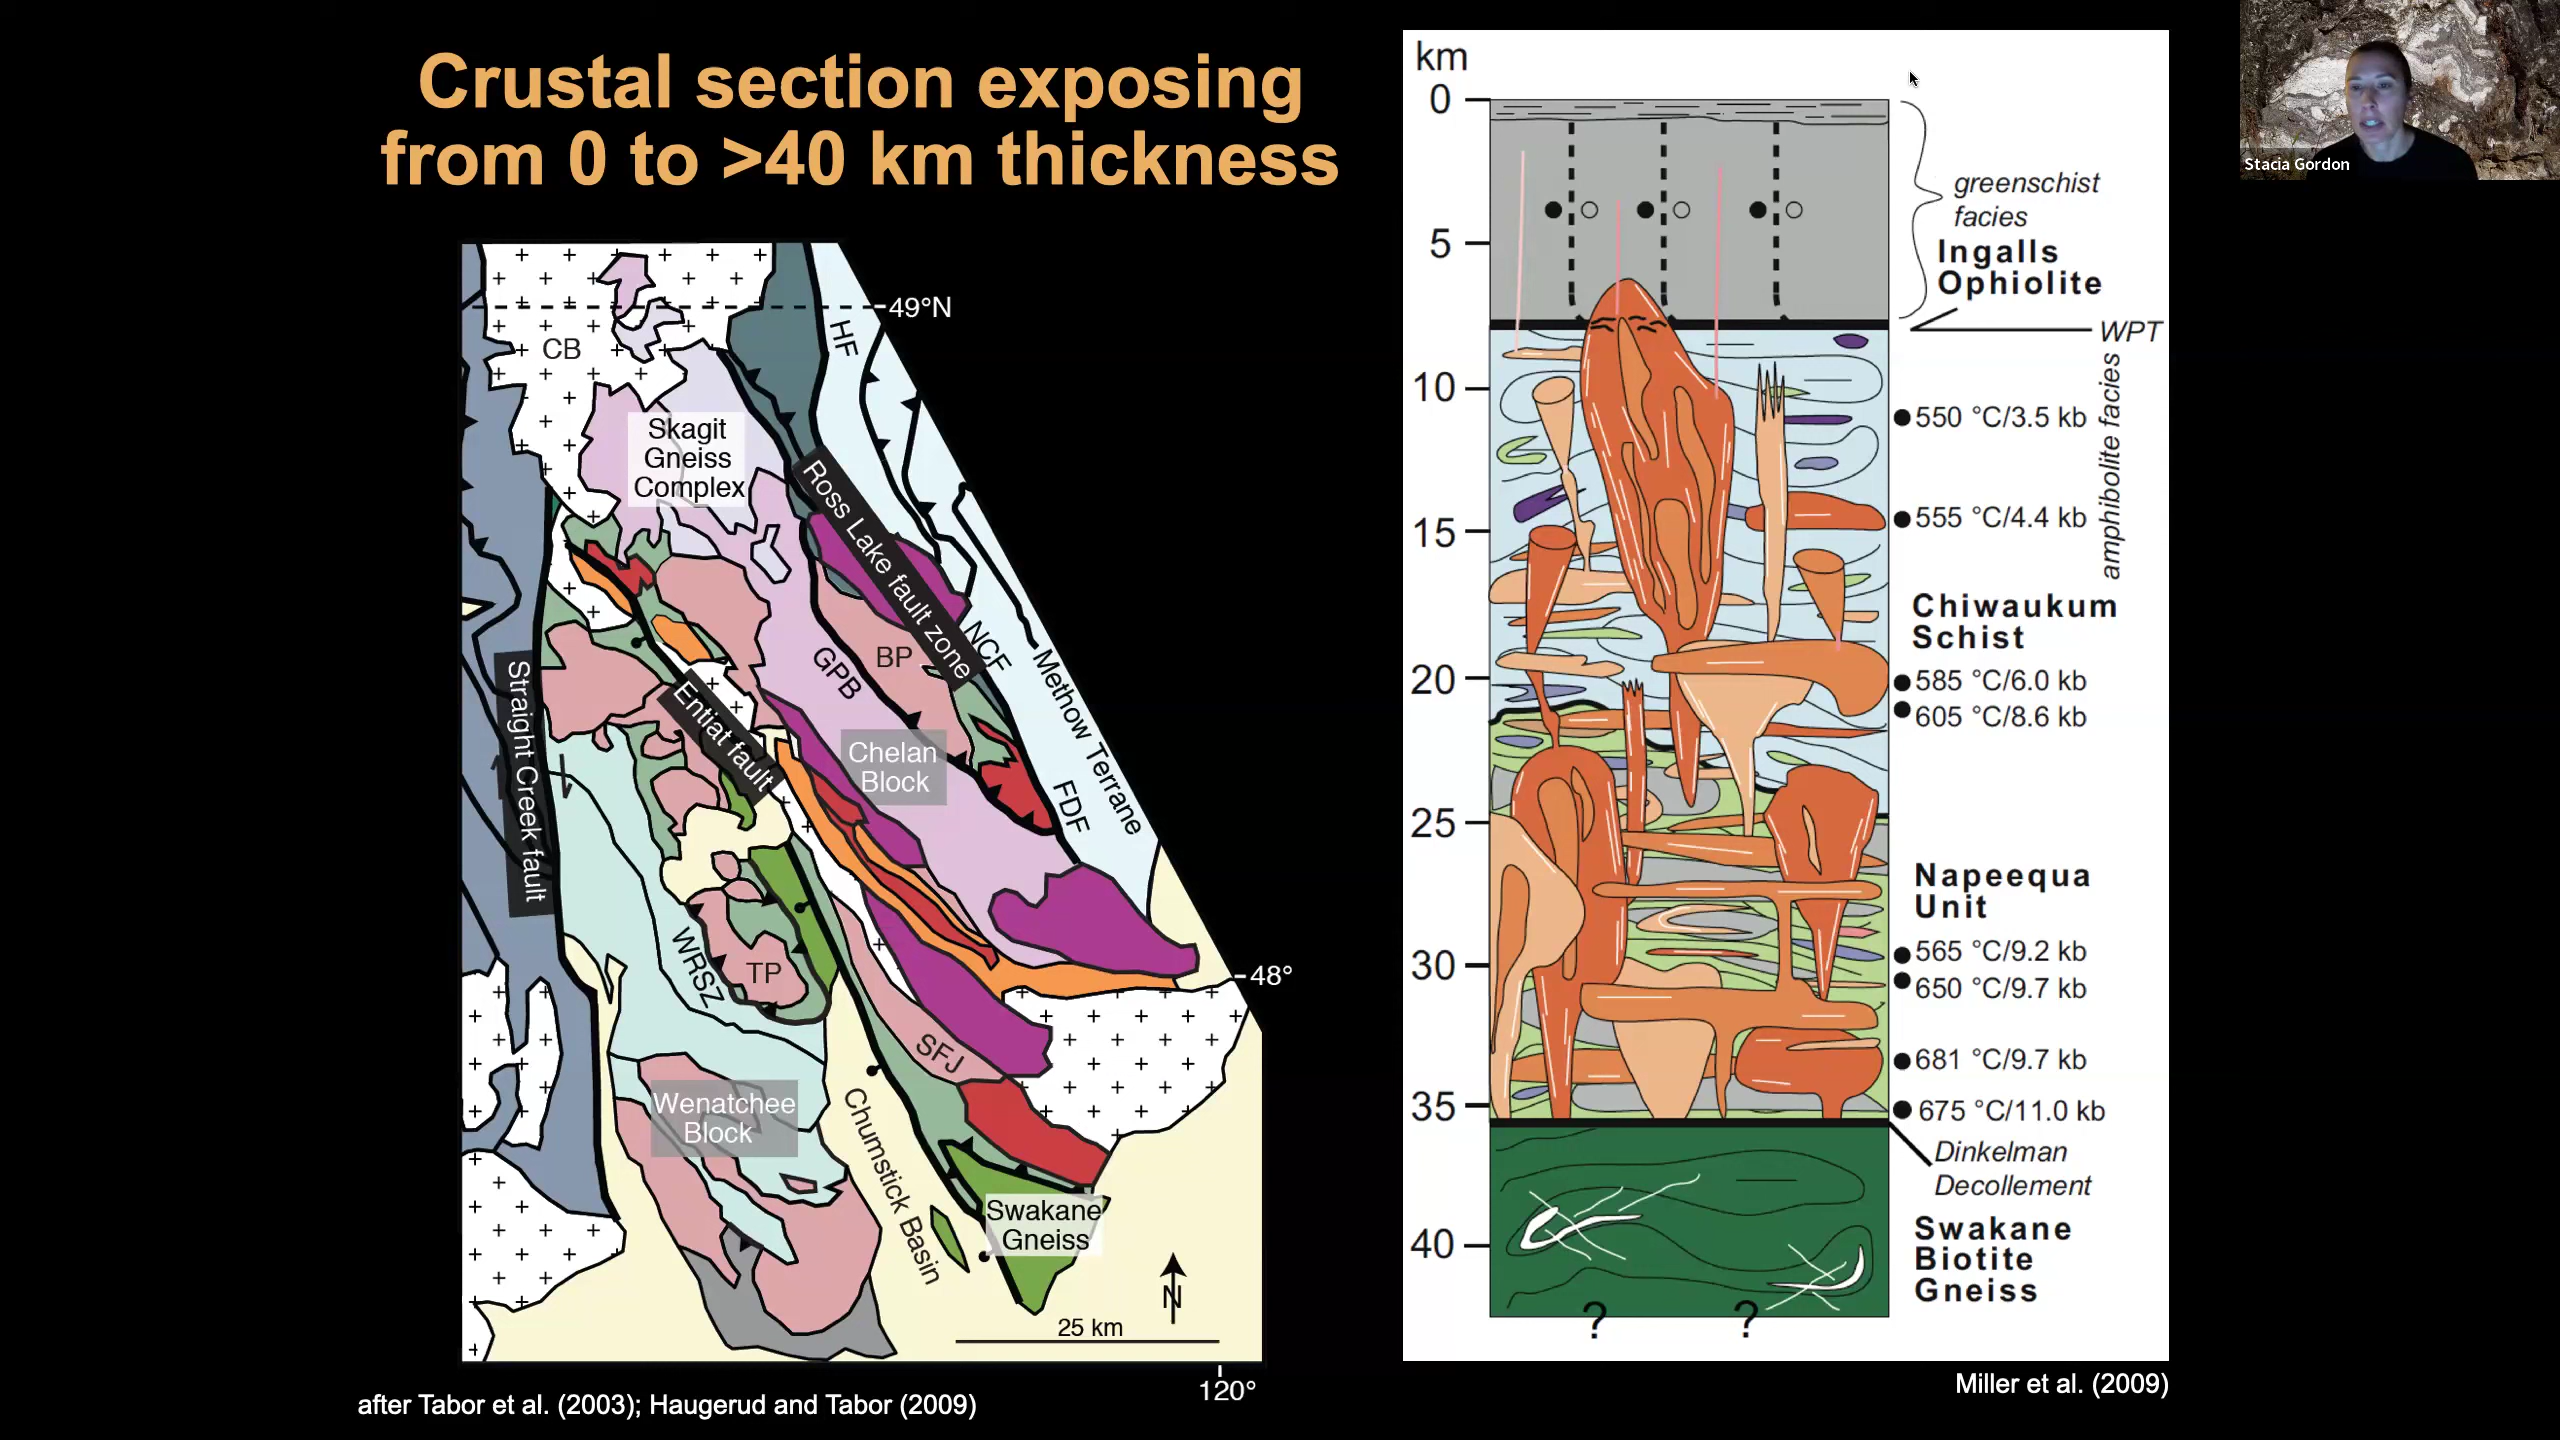 Crustal section exposing
from 0 to >40 km thickness
49°N
HF
CB
Skagit
Gneiss
Complex
Ross Lake fault zone
NCF
BP
GPB
Methow Terrane
Straight Creek fault
Entiat fault
Chelan
Block
FDF
WRSZ
TP
48°
SFJ
Wenatchee
Block
Chumstick Basin
Swakane
Gneiss
N
25 km
120°
after Tabor et al. (2003); Haugerud and Tabor (2009)
km
0
5
10
15
20
25
30
35
40
greenschist
facies
Ingalls
Ophiolite
WPT
amphibolite facies
550 °C/3.5 kb
555 °C/4.4 kb
Chiwaukum
Schist
585 °C/6.0 kb
605 °C/8.6 kb
Napeequa
Unit
565 °C/9.2 kb
650 °C/9.7 kb
681 °C/9.7 kb
675 °C/11.0 kb
Dinkelman
Decollement
Swakane
Biotite
Gneiss
? ?
Miller et al. (2009)
Stacia Gordon